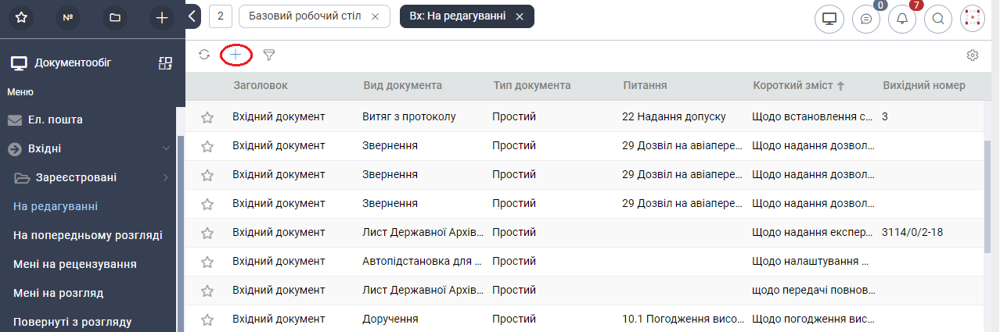 №
2 Базовий робочий стіл Вх: На редагуванні 0 7
Документообіг
Меню
Ел. пошта
Вхідні
Зареєстровані
На редагуванні
На попередньому розгляді
Мені на рецензування
Мені на розгляд
Повернуті з розгляду
Заголовок Вид документа Тип документа Питання Короткий зміст Вихідний номер
Вхідний документ Витяг з протоколу Простий 22 Надання допуску Щодо встановлення с... 3
Вхідний документ Звернення Простий 29 Дозвіл на авіапере... Щодо надання дозвол...
Вхідний документ Звернення Простий 29 Дозвіл на авіапере... Щодо надання дозвол...
Вхідний документ Звернення Простий 29 Дозвіл на авіапере... Щодо надання дозвол...
Вхідний документ Лист Державної Архів... Простий Щодо надання експер... 3114/0/2-18
Вхідний документ Автопідстановка для ... Простий Щодо налаштування ...
Вхідний документ Лист Державної Архів... Простий щодо передачі повнов...
Вхідний документ Доручення Простий 10.1 Погодження висо... Щодо погодження вис...